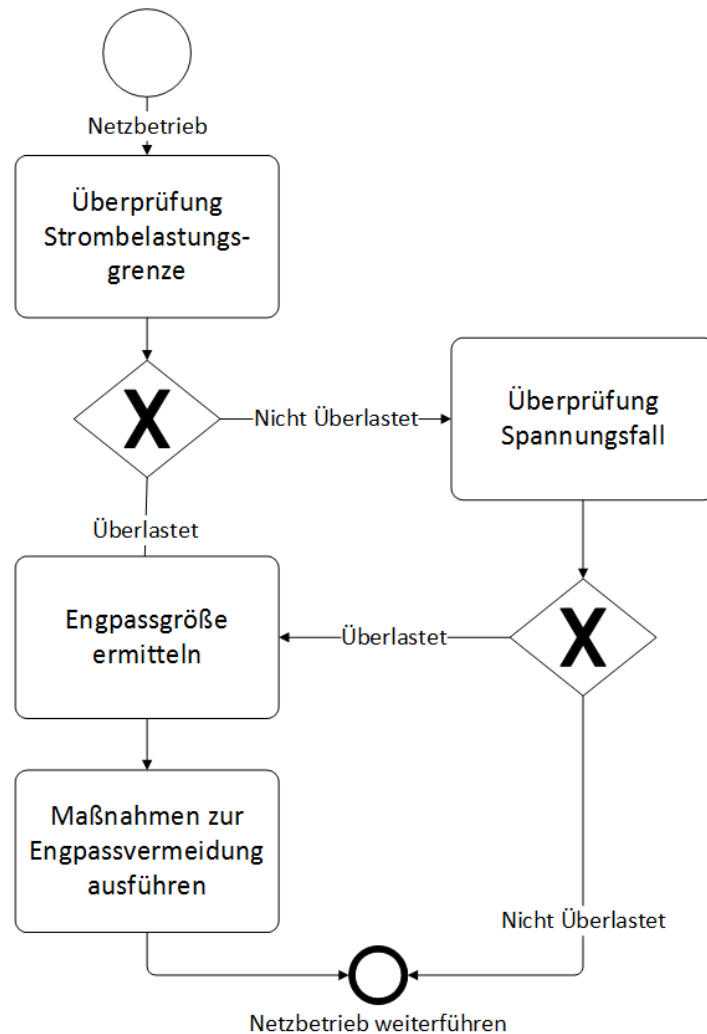 Netzbetrieb
Überprüfung
Strombelastungs-
grenze
X
Nicht Überlastet
Überprüfung
Spannungsfall
Überlastet
Engpassgröße
ermitteln
Überlastet
X
Maßnahmen zur
Engpassvermeidung
ausführen
Nicht Überlastet
Netzbetrieb weiterführen